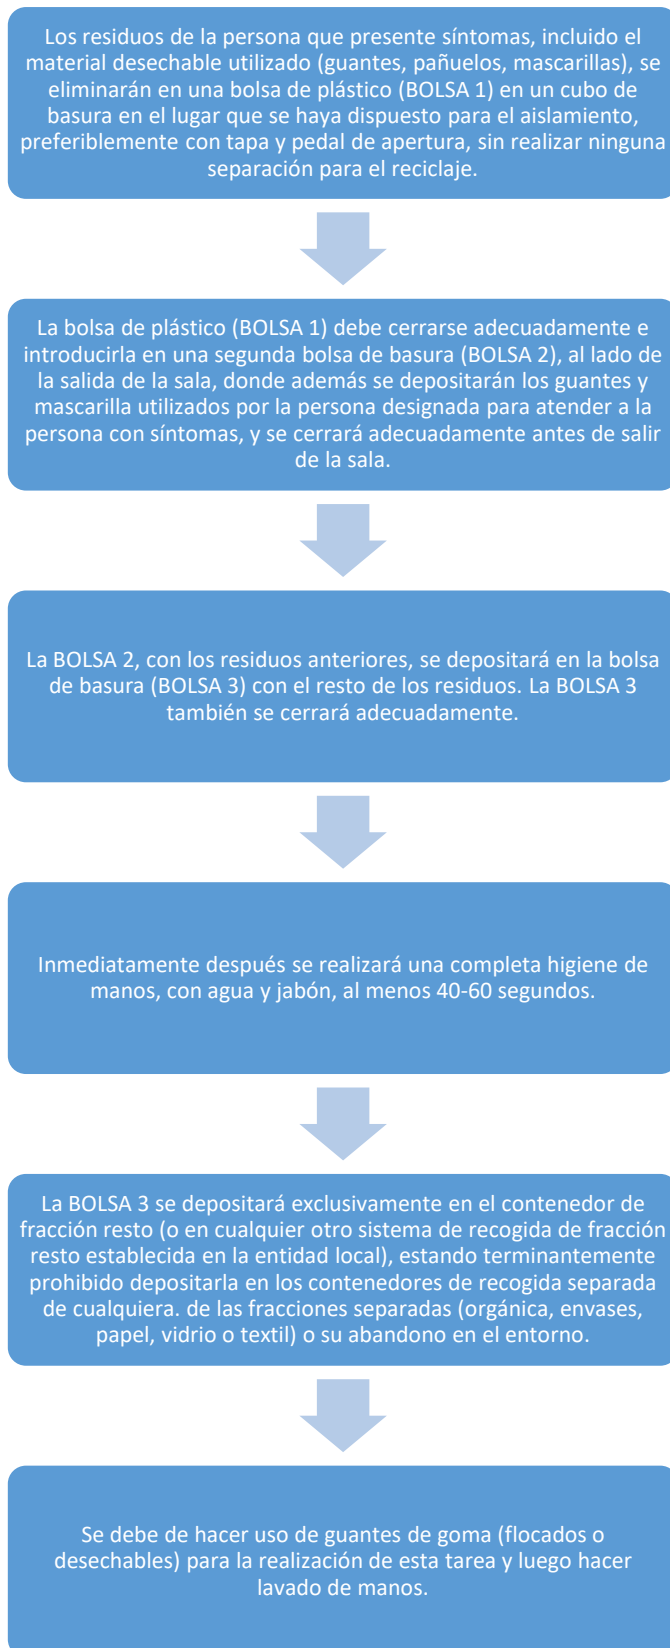 Los residuos de la persona que presente síntomas, incluido el
material desechable utilizado (guantes, pañuelos, mascarillas), se
eliminarán en una bolsa de plástico (BOLSA 1) en un cubo de
basura en el lugar que se haya dispuesto para el aislamiento,
preferiblemente con tapa y pedal de apertura, sin realizar ninguna
separación para el reciclaje.
La bolsa de plástico (BOLSA 1) debe cerrarse adecuadamente e
introducirla en una segunda bolsa de basura (BOLSA 2), al lado de
la salida de la sala, donde además se depositarán los guantes y
mascarilla utilizados por la persona designada para atender a la
persona con síntomas, y se cerrará adecuadamente antes de salir
de la sala.
La BOLSA 2, con los residuos anteriores, se depositará en la bolsa
de basura (BOLSA 3) con el resto de los residuos. La BOLSA 3
también se cerrará adecuadamente.
Inmediatamente después se realizará una completa higiene de
manos, con agua y jabón, al menos 40-60 segundos.
La BOLSA 3 se depositará exclusivamente en el contenedor de
fracción resto (o en cualquier otro sistema de recogida de fracción
resto establecida en la entidad local), estando terminantemente
prohibido depositarla en los contenedores de recogida separada
de cualquiera. de las fracciones separadas (orgánica, envases,
papel, vidrio o textil) o su abandono en el entorno.
Se debe de hacer uso de guantes de goma (flocados o
desechables) para la realización de esta tarea y luego hacer
lavado de manos.